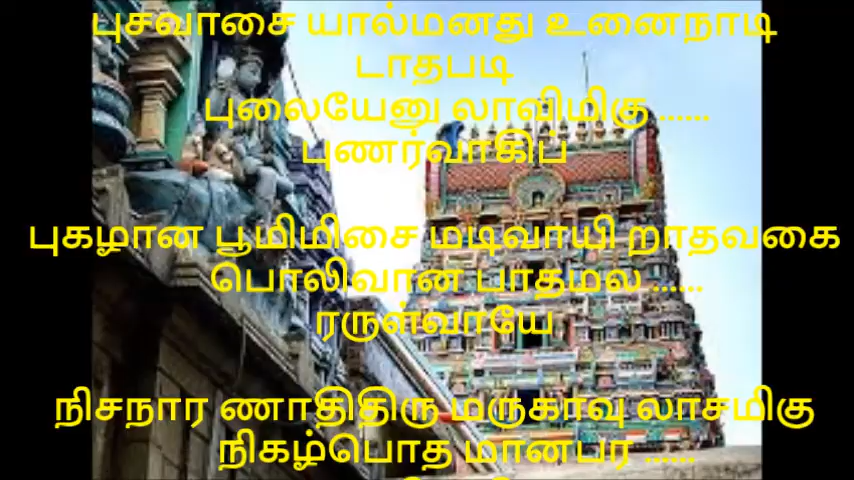 புசவாசை யால்மனது உனைநாடி
டாதபடி
புலையேனு லாவிமிகு ......
புணர்வாகிப்
புகழான பூமிமிசை மடிவாயி றாதவகை
பொலிவான பாதமல ......
ரருள்வாயே
நிசநார ணாதிதிரு மருகாவு லாசமிகு
நிகழ்பொத மானபர ......